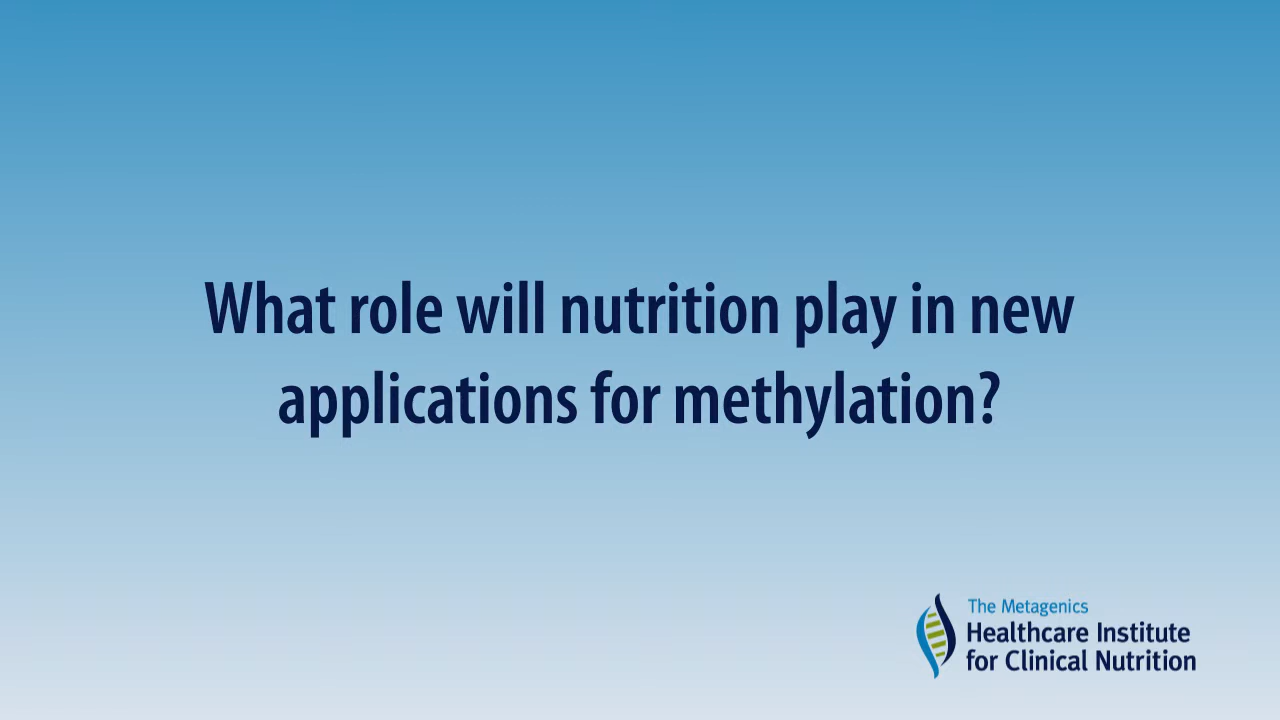 What role will nutrition play in new
applications for methylation?
The Metagenics
Healthcare Institute
for Clinical Nutrition